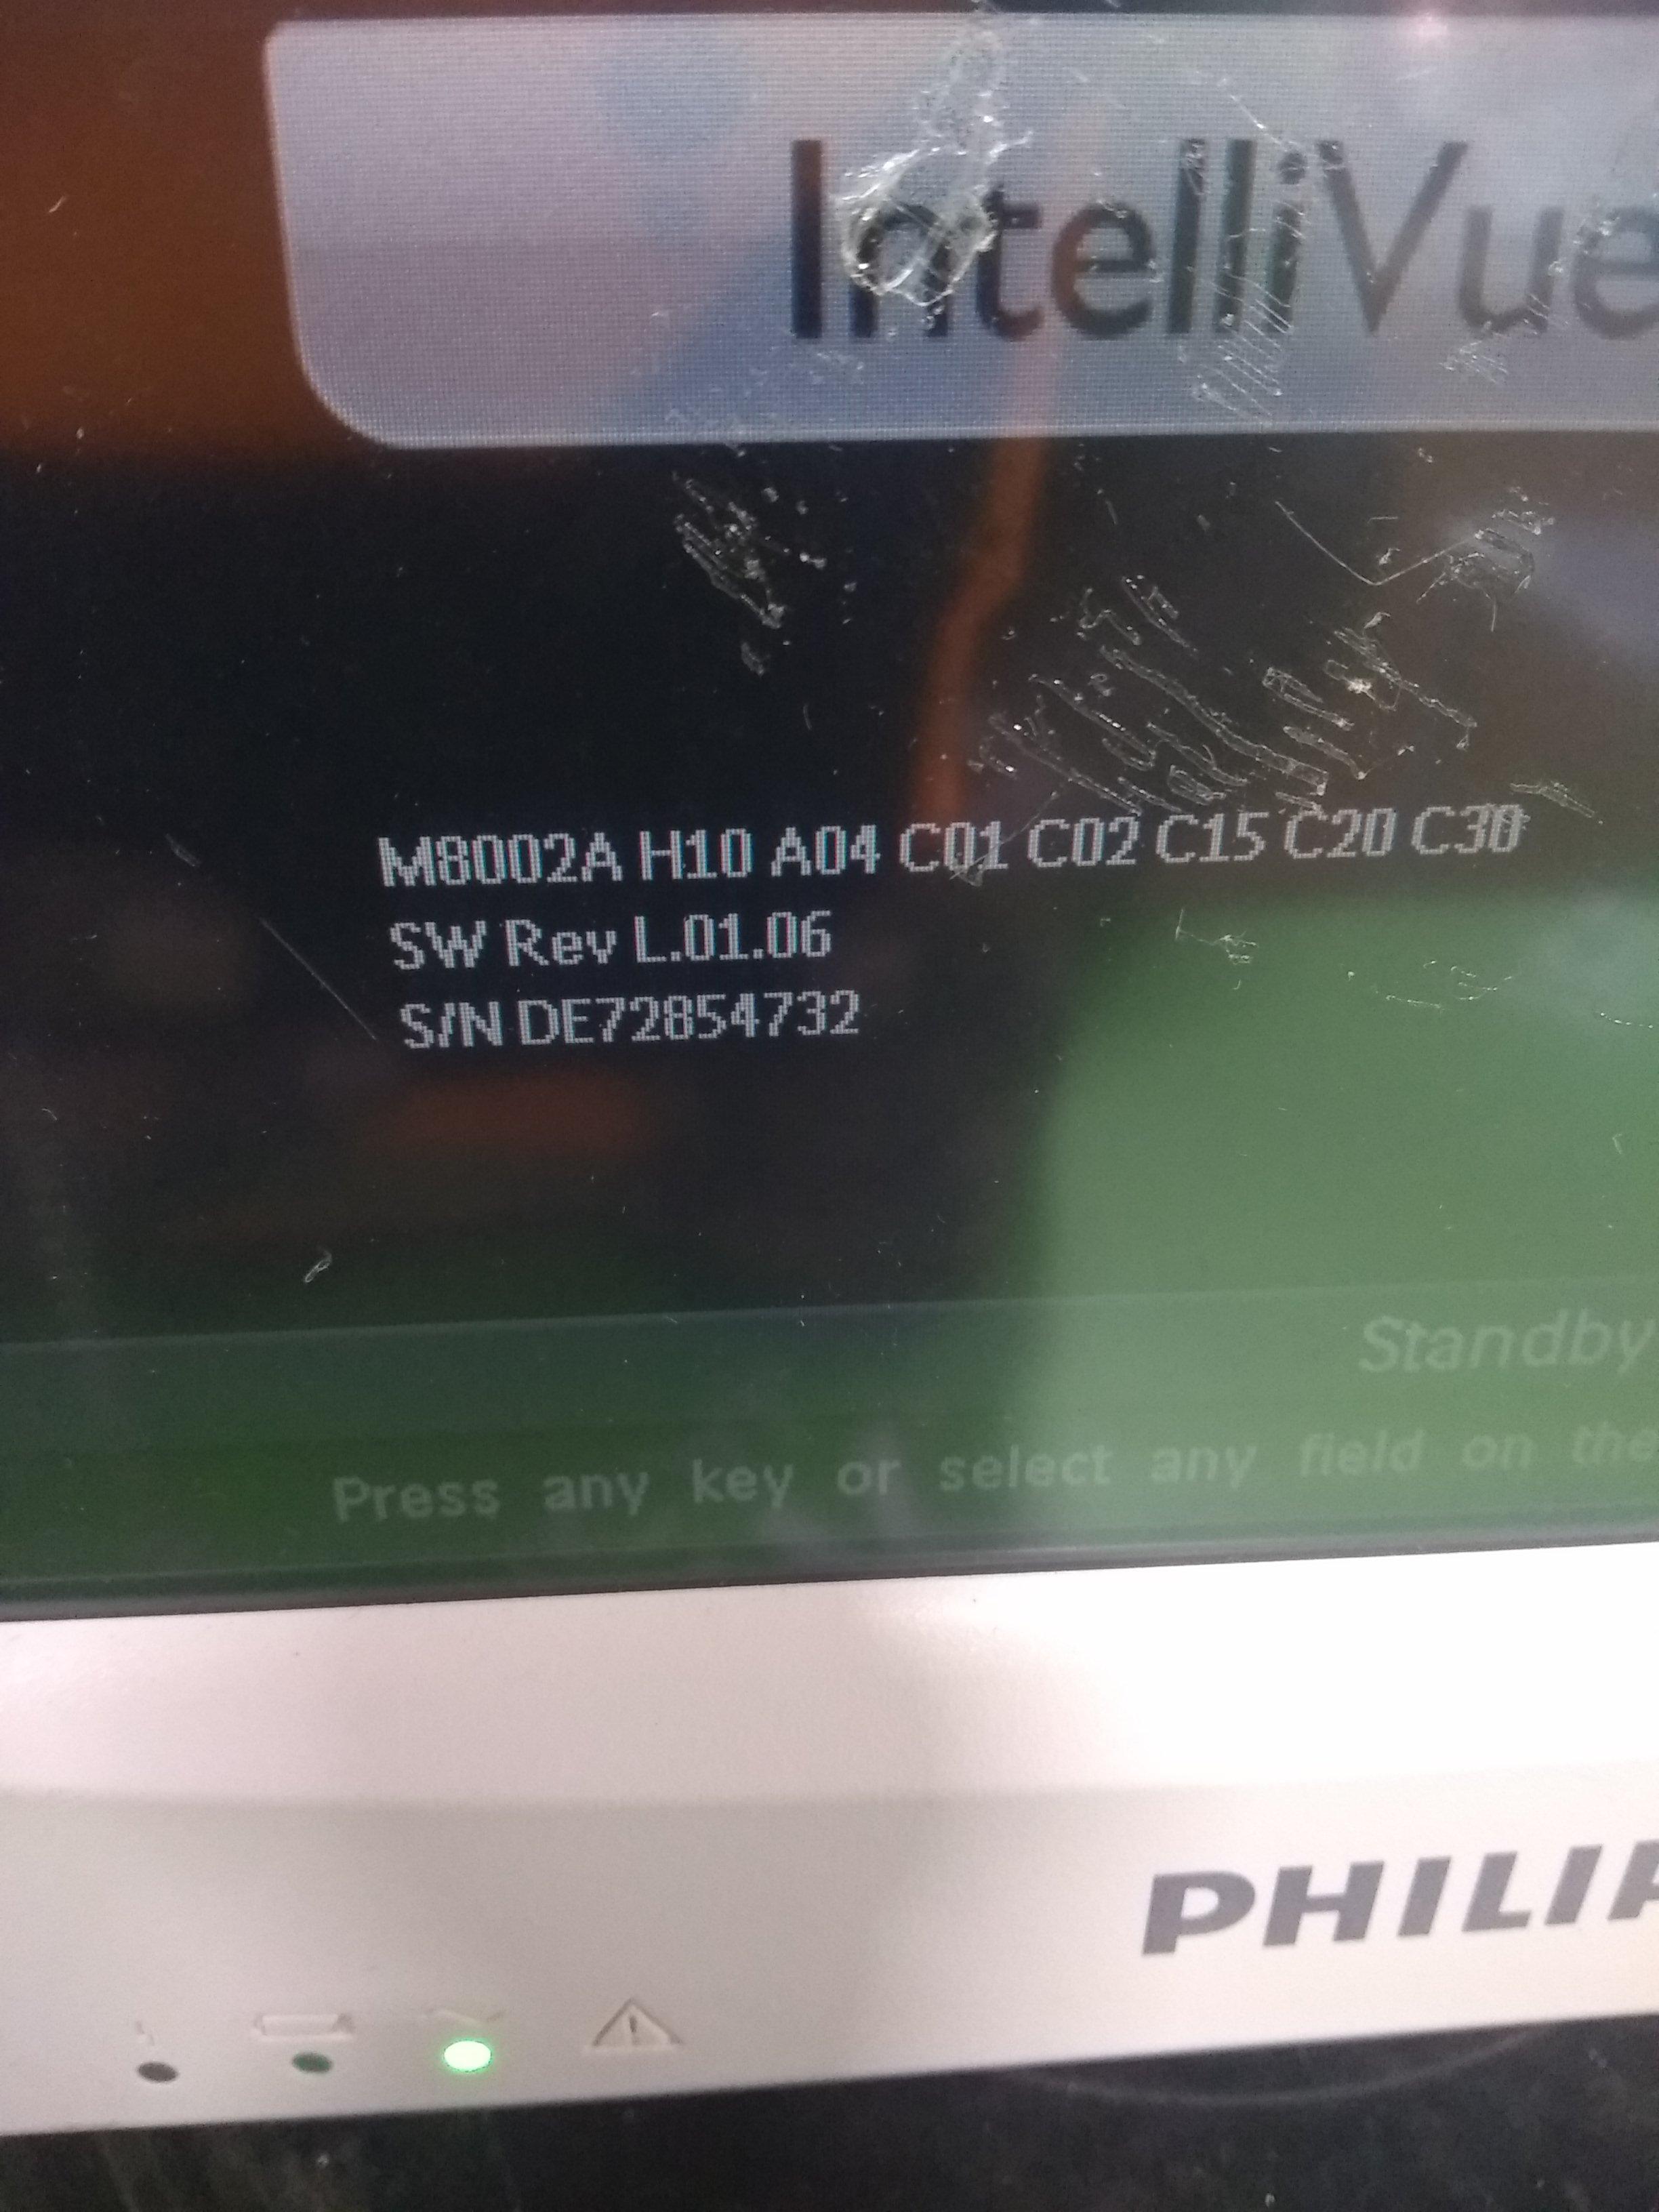 IntelliVue
M8002A H10 A04 C01 C02 C15 C20 C30
SW Rev L.01.06
S/N DE72854732
Standby
Press any key or select any field on the
PHILIP